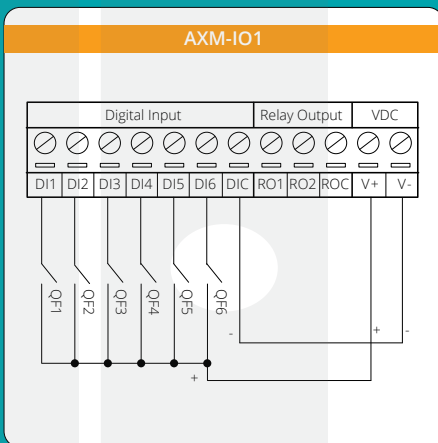 AXM-IO1
Digital Input Relay Output VDC
DI1 DI2 DI3 DI4 DI5 DI6 DIC RO1 RO2 ROC V+ V-
QF1 QF2 QF3 QF4 QF5 QF6
- + -
+